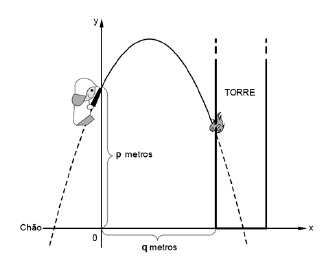 y
TORRE
p metros
Chão
0
x
q metros